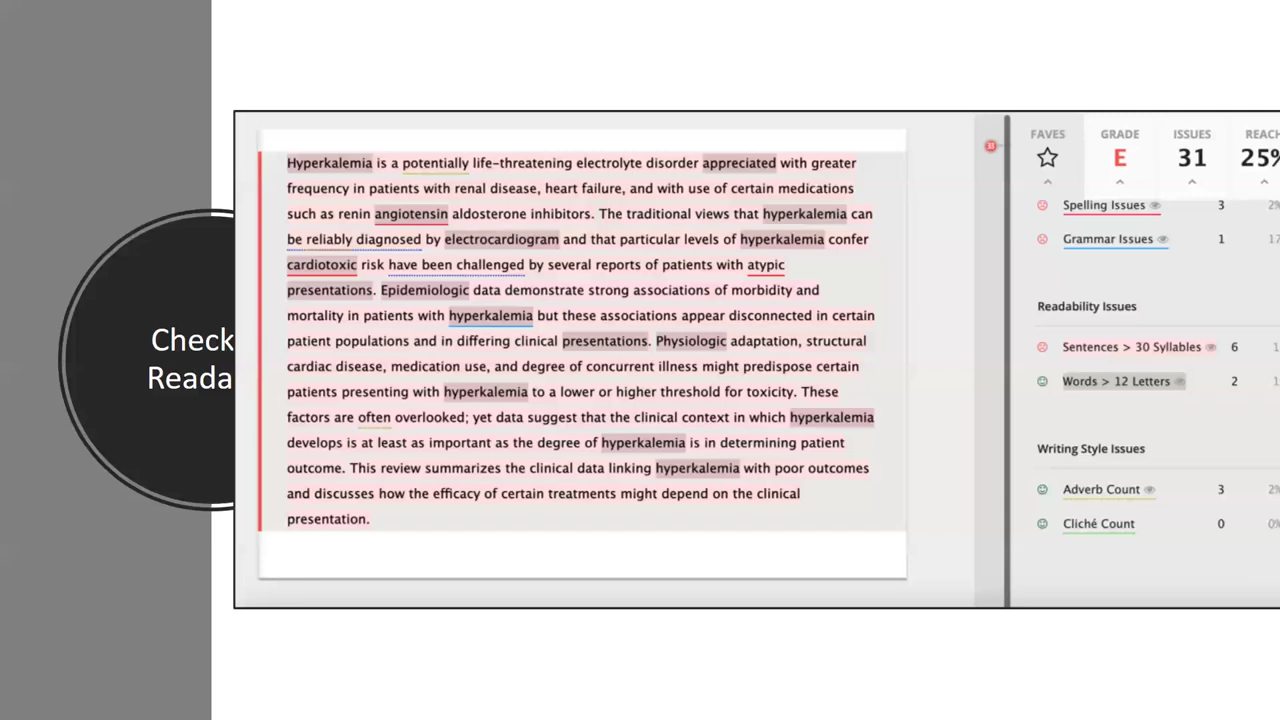 Check
Reada
Hyperkalemia is a potentially life-threatening electrolyte disorder appreciated with greater
frequency in patients with renal disease, heart failure, and with use of certain medications
such as renin angiotensin aldosterone inhibitors. The traditional views that hyperkalemia can
be reliably diagnosed by electrocardiogram and that particular levels of hyperkalemia confer
cardiotoxic risk have been challenged by several reports of patients with atypic
presentations. Epidemiologic data demonstrate strong associations of morbidity and
mortality in patients with hyperkalemia but these associations appear disconnected in certain
patient populations and in differing clinical presentations. Physiologic adaptation, structural
cardiac disease, medication use, and degree of concurrent illness might predispose certain
patients presenting with hyperkalemia to a lower or higher threshold for toxicity. These
factors are often overlooked; yet data suggest that the clinical context in which hyperkalemia
develops is at least as important as the degree of hyperkalemia is in determining patient
outcome. This review summarizes the clinical data linking hyperkalemia with poor outcomes
and discusses how the efficacy of certain treatments might depend on the clinical
presentation.
FAVES GRADE ISSUES REACH
E 31 25%
Spelling Issues 3 2%
Grammar Issues 1 17
Readability Issues
Sentences > 30 Syllables 6 1
Words > 12 Letters 2
Writing Style Issues
Adverb Count 3 2%
Cliché Count 0 0%